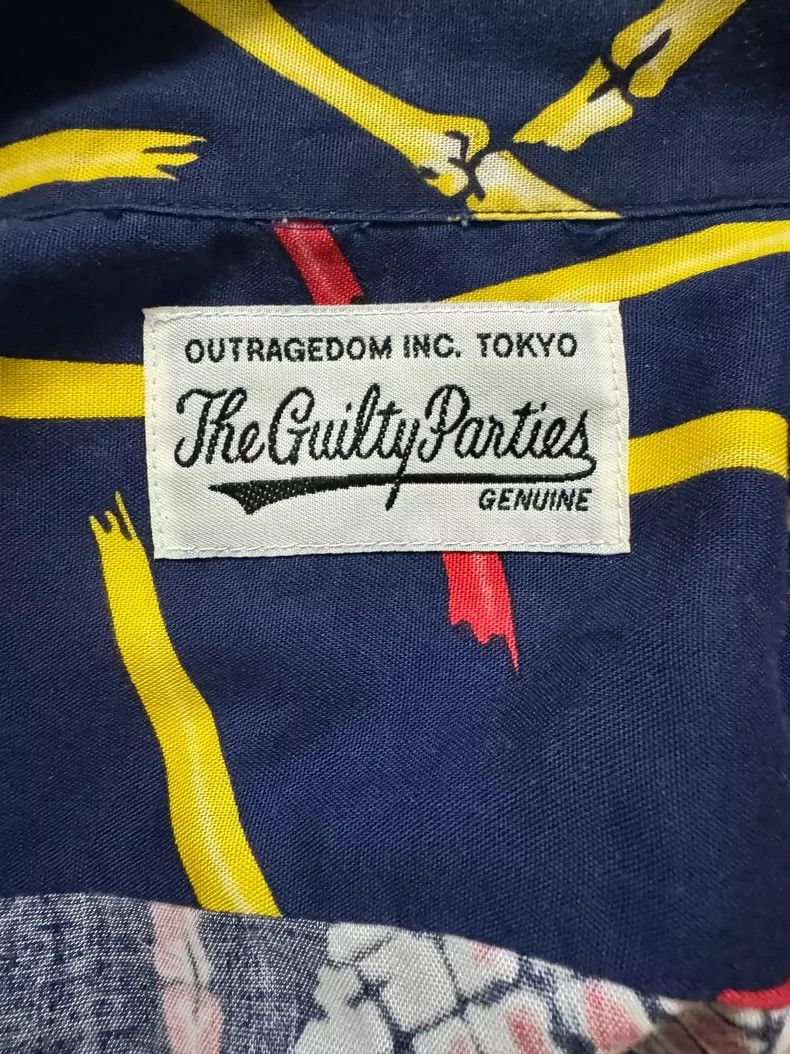 OUTRAGEDOM INC. TOKYO
The Guilty Parties
GENUINE